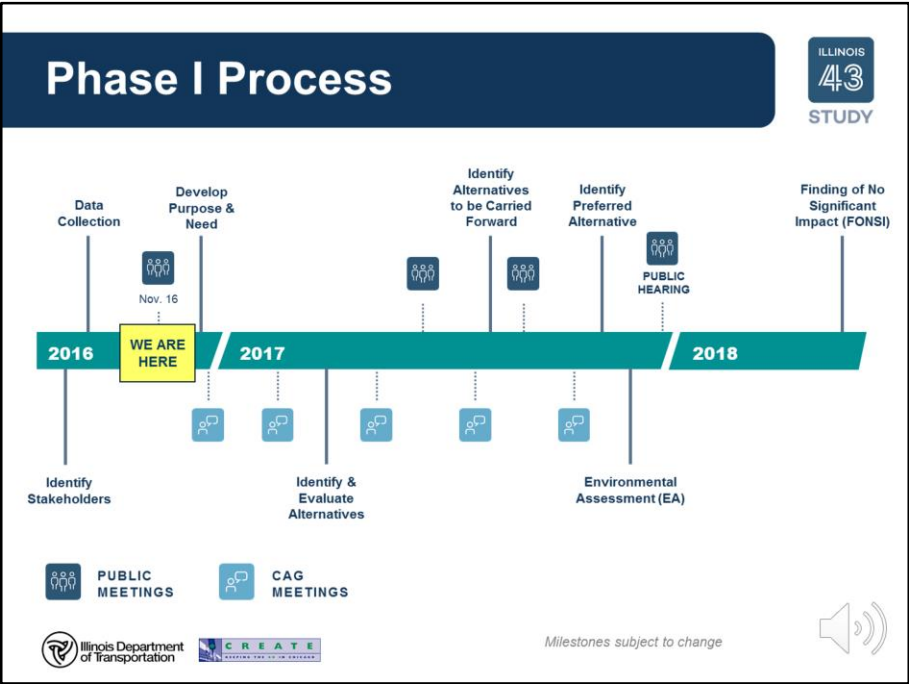 Phase I Process
ILLINOIS
43
STUDY
Data
Collection
Develop
Purpose &
Need
Identify
Alternatives
to be Carried
Forward
Identify
Preferred
Alternative
Finding of No
Significant
Impact (FONSI)
Nov. 16
PUBLIC
HEARING
2016
WE ARE
HERE
2017
2018
Identify
Stakeholders
Identify &
Evaluate
Alternatives
Environmental
Assessment (EA)
PUBLIC
MEETINGS
CAG
MEETINGS
Illinois Department
of Transportation
CREATE
Milestones subject to change